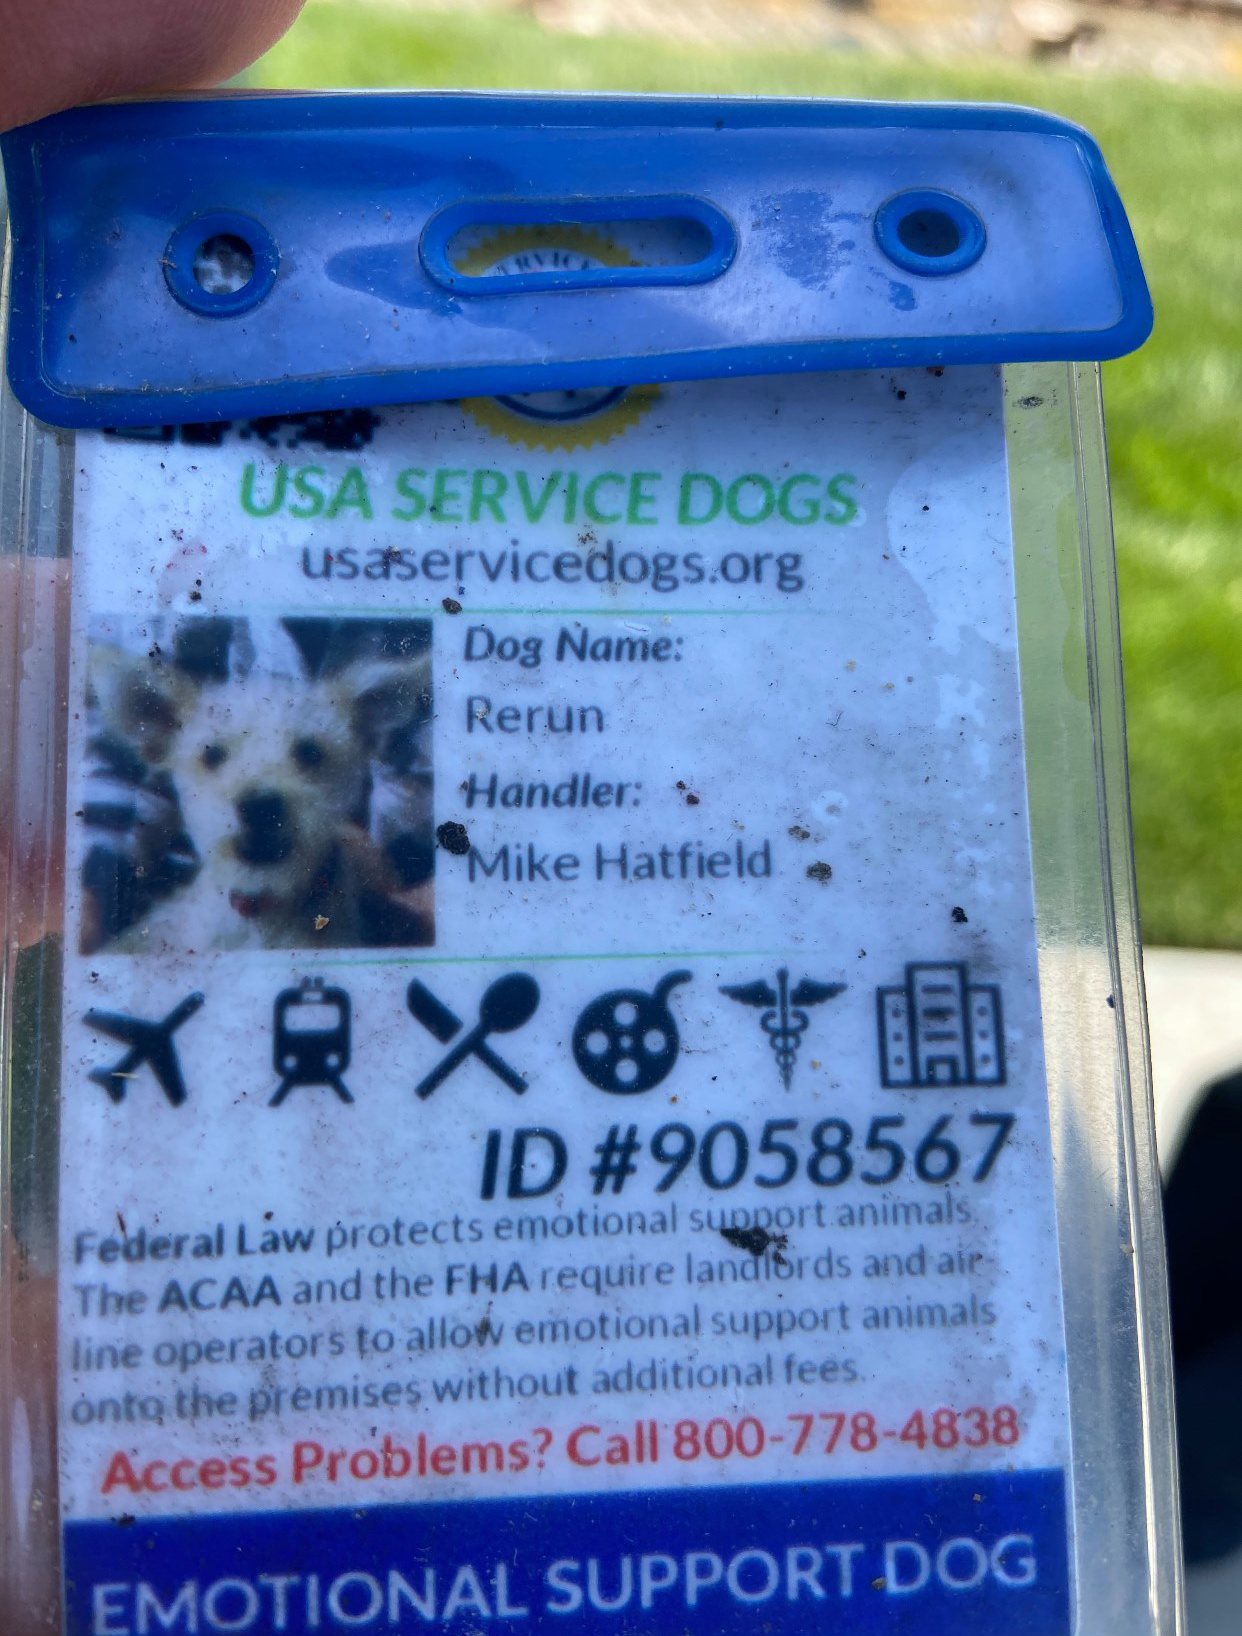 USA SERVICE DOGS
usaservicedogs.org
Dog Name:
Rerun
Handler:
Mike Hatfield
ID #9058567
Federal Law protects emotional support animals.
The ACAA and the FHA require landlords and air-
line operators to allow emotional support animals
onto the premises without additional fees.
Access Problems? Call 800-778-4838
EMOTIONAL SUPPORT DOG